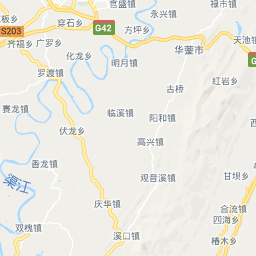 官盛镇
永兴镇
禄市镇
板乡
穿石乡
G42
方坪乡
天池镇
S203
齐福乡
广罗乡
华蓥市
化龙乡
明月镇
罗渡镇
古桥
红岩乡
赛龙镇
临溪镇
阳和镇
伏龙乡
高兴镇
香龙镇
渠江
观音溪镇
甘坝乡
庆华镇
合流镇
双槐镇
溪口镇
四海乡
椿木乡